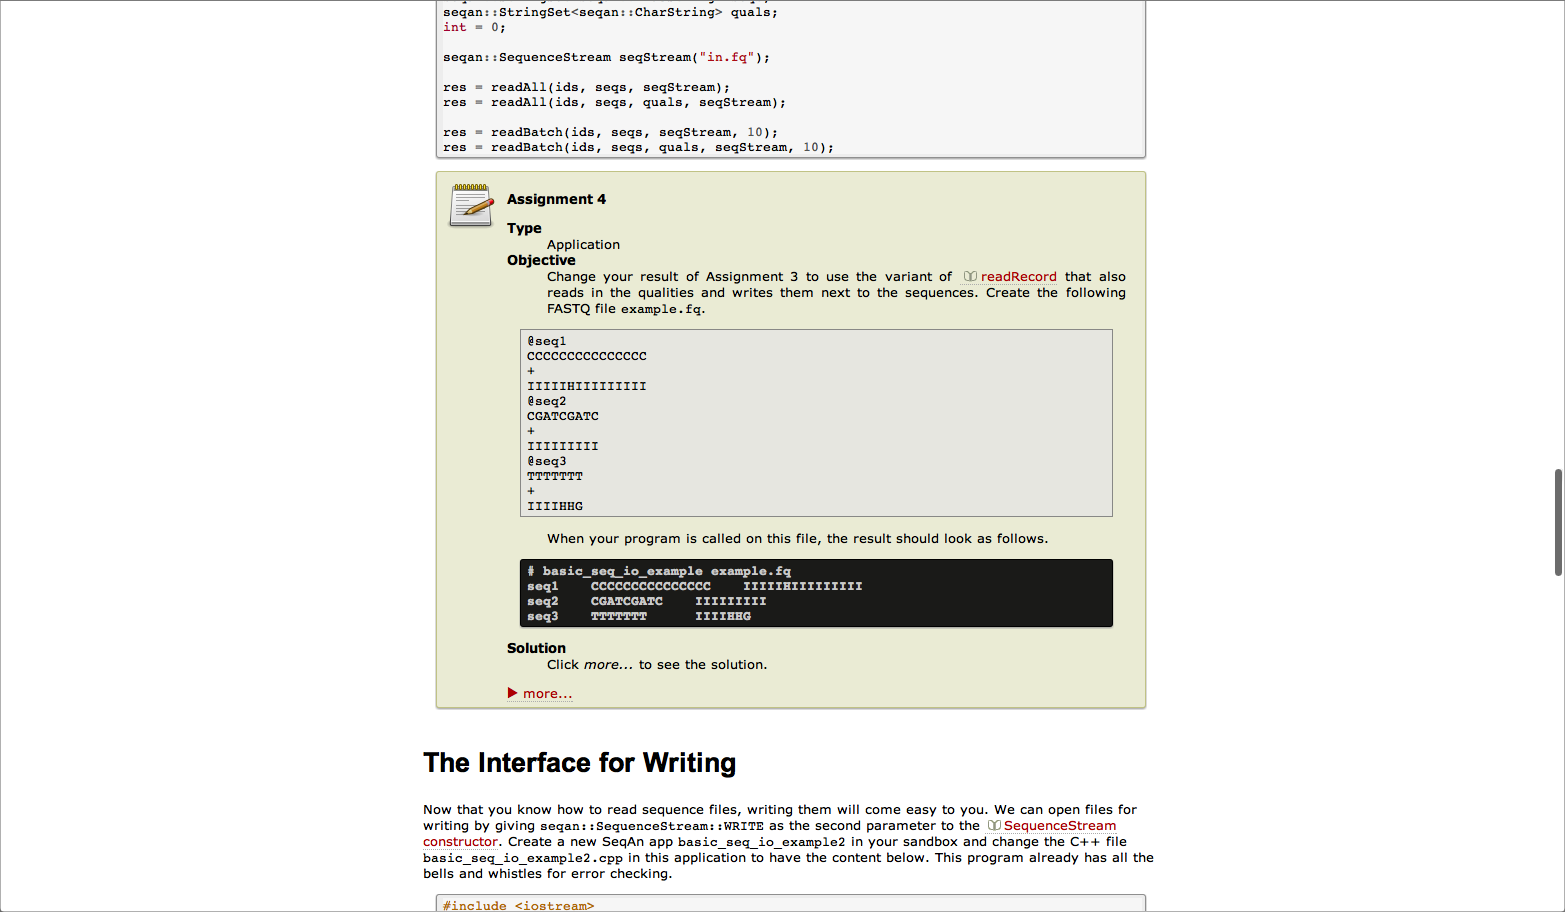 seqan::StringSet<seqan::CharString> quals;
int = 0;
seqan::SequenceStream seqStream("in.fq");
res = readAll(ids, seqs, seqStream);
res = readAll(ids, seqs, quals, seqStream);
res = readBatch(ids, seqs, seqStream, 10);
res = readBatch(ids, seqs, quals, seqStream, 10);
Assignment 4
Type
Application
Objective
Change your result of Assignment 3 to use the variant of readRecord that also
reads in the qualities and writes them next to the sequences. Create the following
FASTQ file example.fq.
@seq1
CCCCCCCCCCCCCCC
+
IIIIIHIIIIIIIII
@seq2
CGATCGATC
+
IIIIIIIII
@seq3
TTTTTTT
+
IIIIHHG
When your program is called on this file, the result should look as follows.
# basic_seq_io_example example.fq
seq1    CCCCCCCCCCCCCCC    IIIIIHIIIIIIIII
seq2    CGATCGATC    IIIIIIIII
seq3    TTTTTTT      IIIIHHG
Solution
Click more... to see the solution.
more...
The Interface for Writing
Now that you know how to read sequence files, writing them will come easy to you. We can open files for
writing by giving seqan::SequenceStream::WRITE as the second parameter to the SequenceStream
constructor. Create a new SeqAn app basic_seq_io_example2 in your sandbox and change the C++ file
basic_seq_io_example2.cpp in this application to have the content below. This program already has all the
bells and whistles for error checking.
#include <iostream>